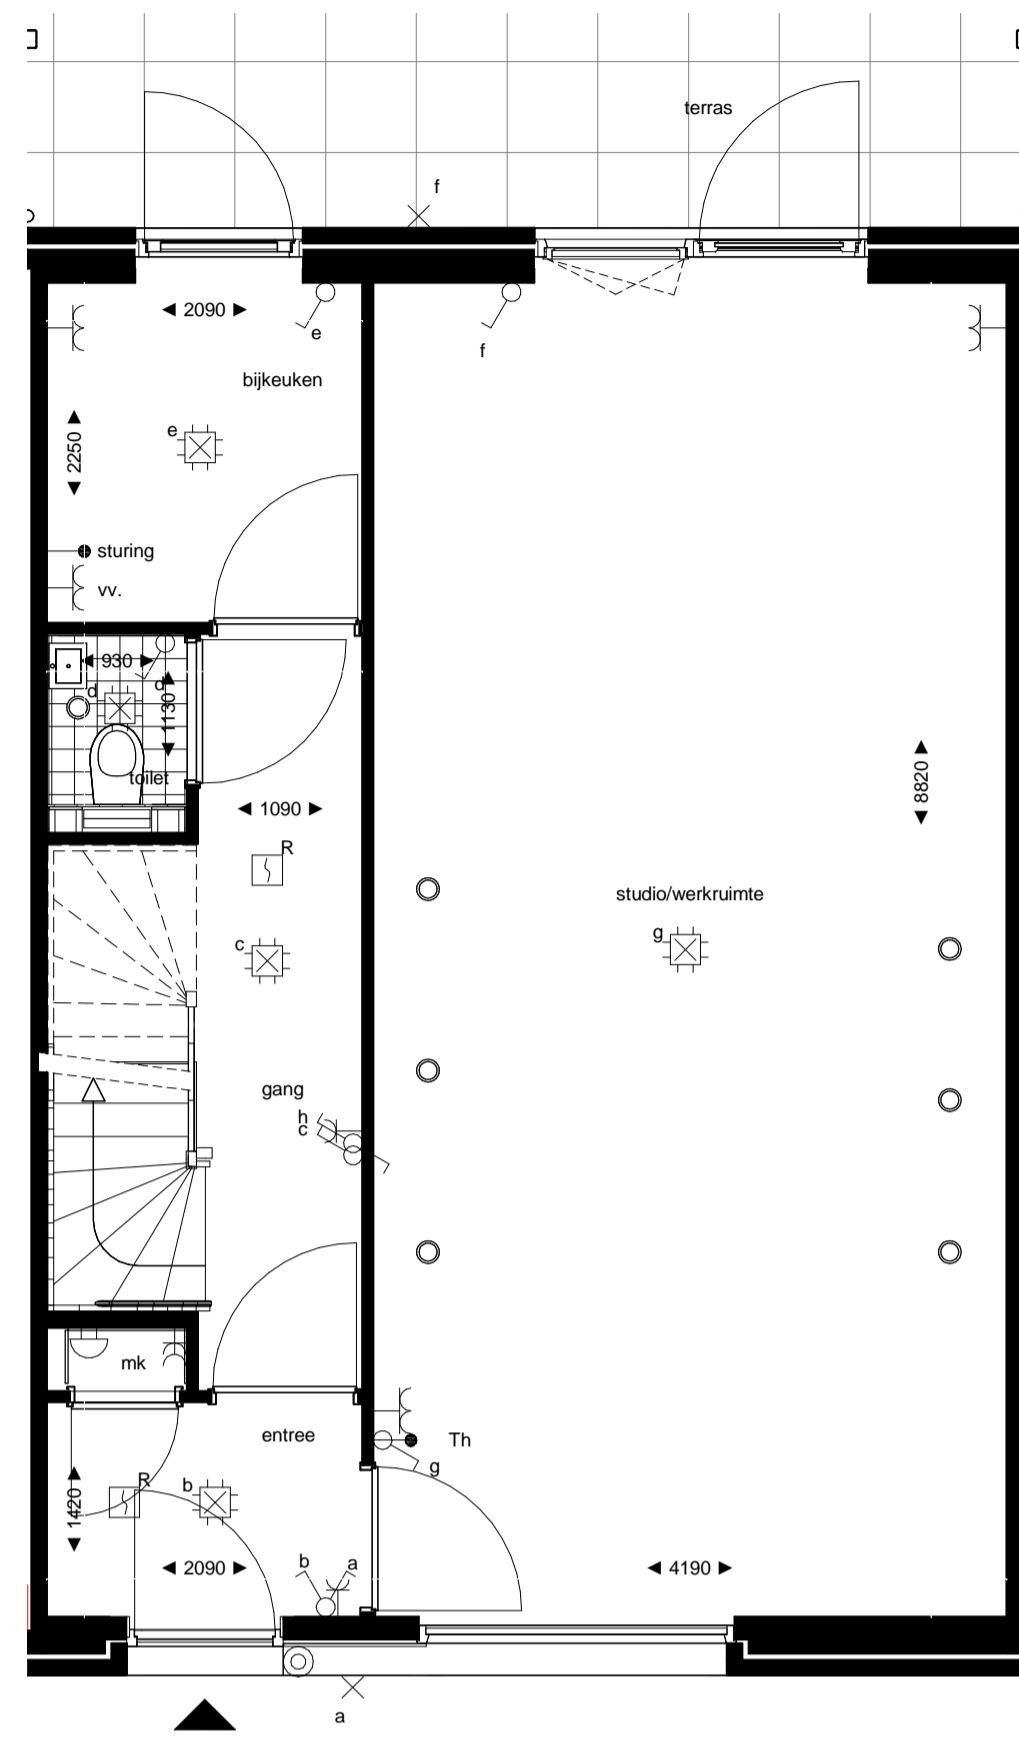 terras
f
◄ 2090 ►
e
f
bijkeuken
e
◄ 2250 ►
sturing
vv.
◄ 930 ►
d
d
◄ 1130 ►
toilet
◄ 8820 ►
◄ 1090 ►
R
studio/werkruimte
g
c
gang
h
c
mk
entree
Th
g
R
b
◄ 1420 ►
b
a
◄ 2090 ►
◄ 4190 ►
a